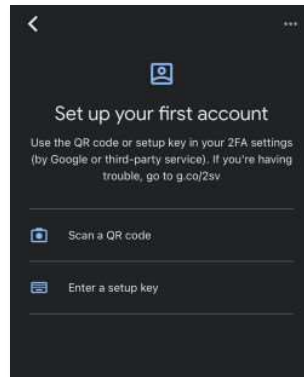 Set up your first account
Use the QR code or setup key in your 2FA settings
(by Google or third-party service). If you're having
trouble, go to g.co/2sv
Scan a QR code
Enter a setup key